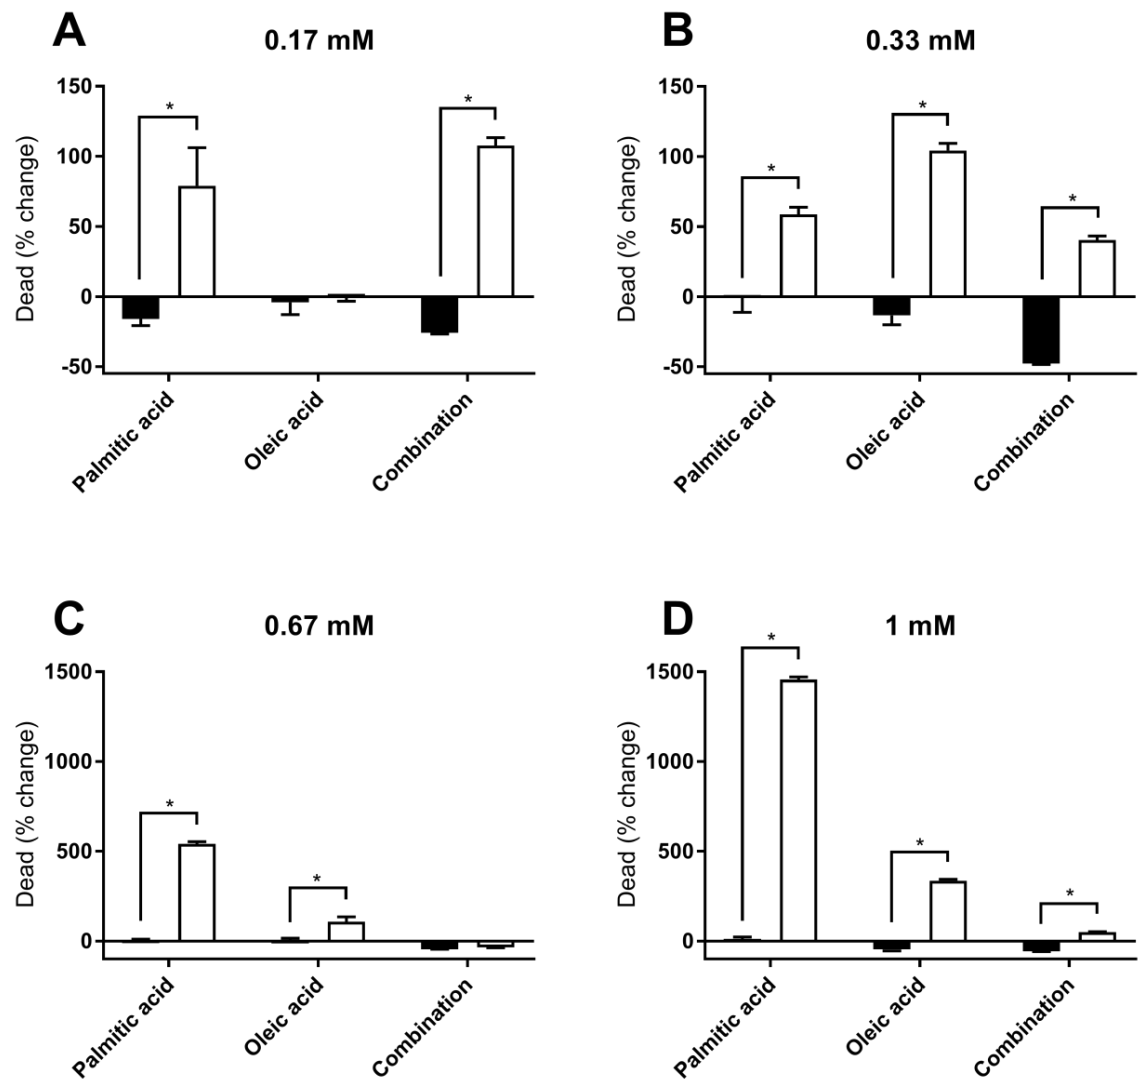 A
0.17 mM
Dead (% change)
150
100
50
0
-50
*
*
Palmitic acid
Oleic acid
Combination
B
0.33 mM
Dead (% change)
150
100
50
0
-50
*
*
*
Palmitic acid
Oleic acid
Combination
C
0.67 mM
Dead (% change)
1500
1000
500
0
*
*
Palmitic acid
Oleic acid
Combination
D
1 mM
Dead (% change)
1500
1000
500
0
*
*
*
Palmitic acid
Oleic acid
Combination